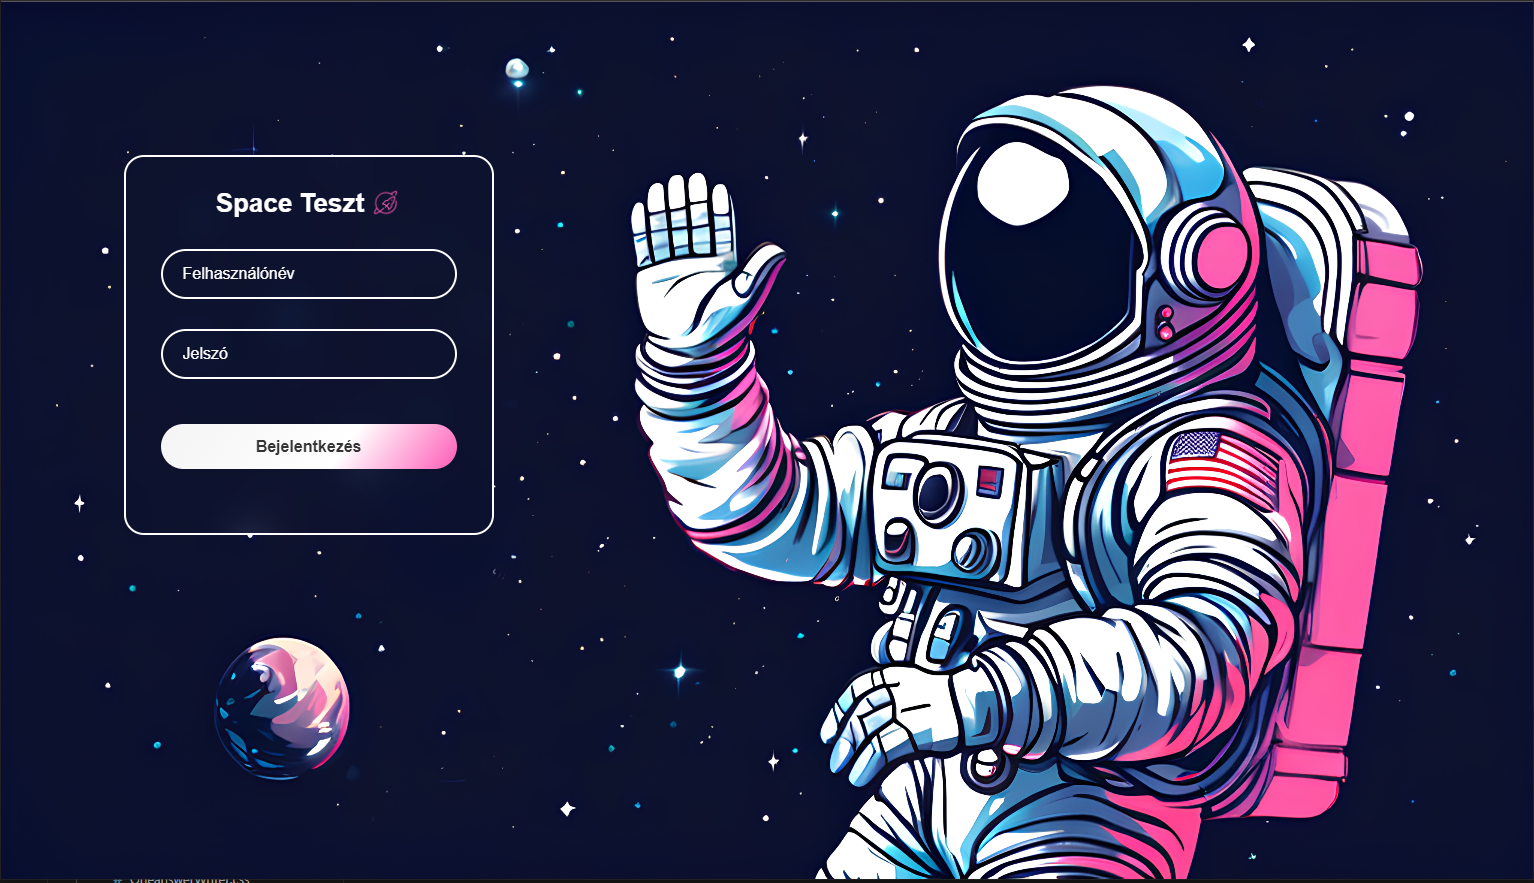 Space Teszt
Felhasználónév
Jelszó
Bejelentkezés